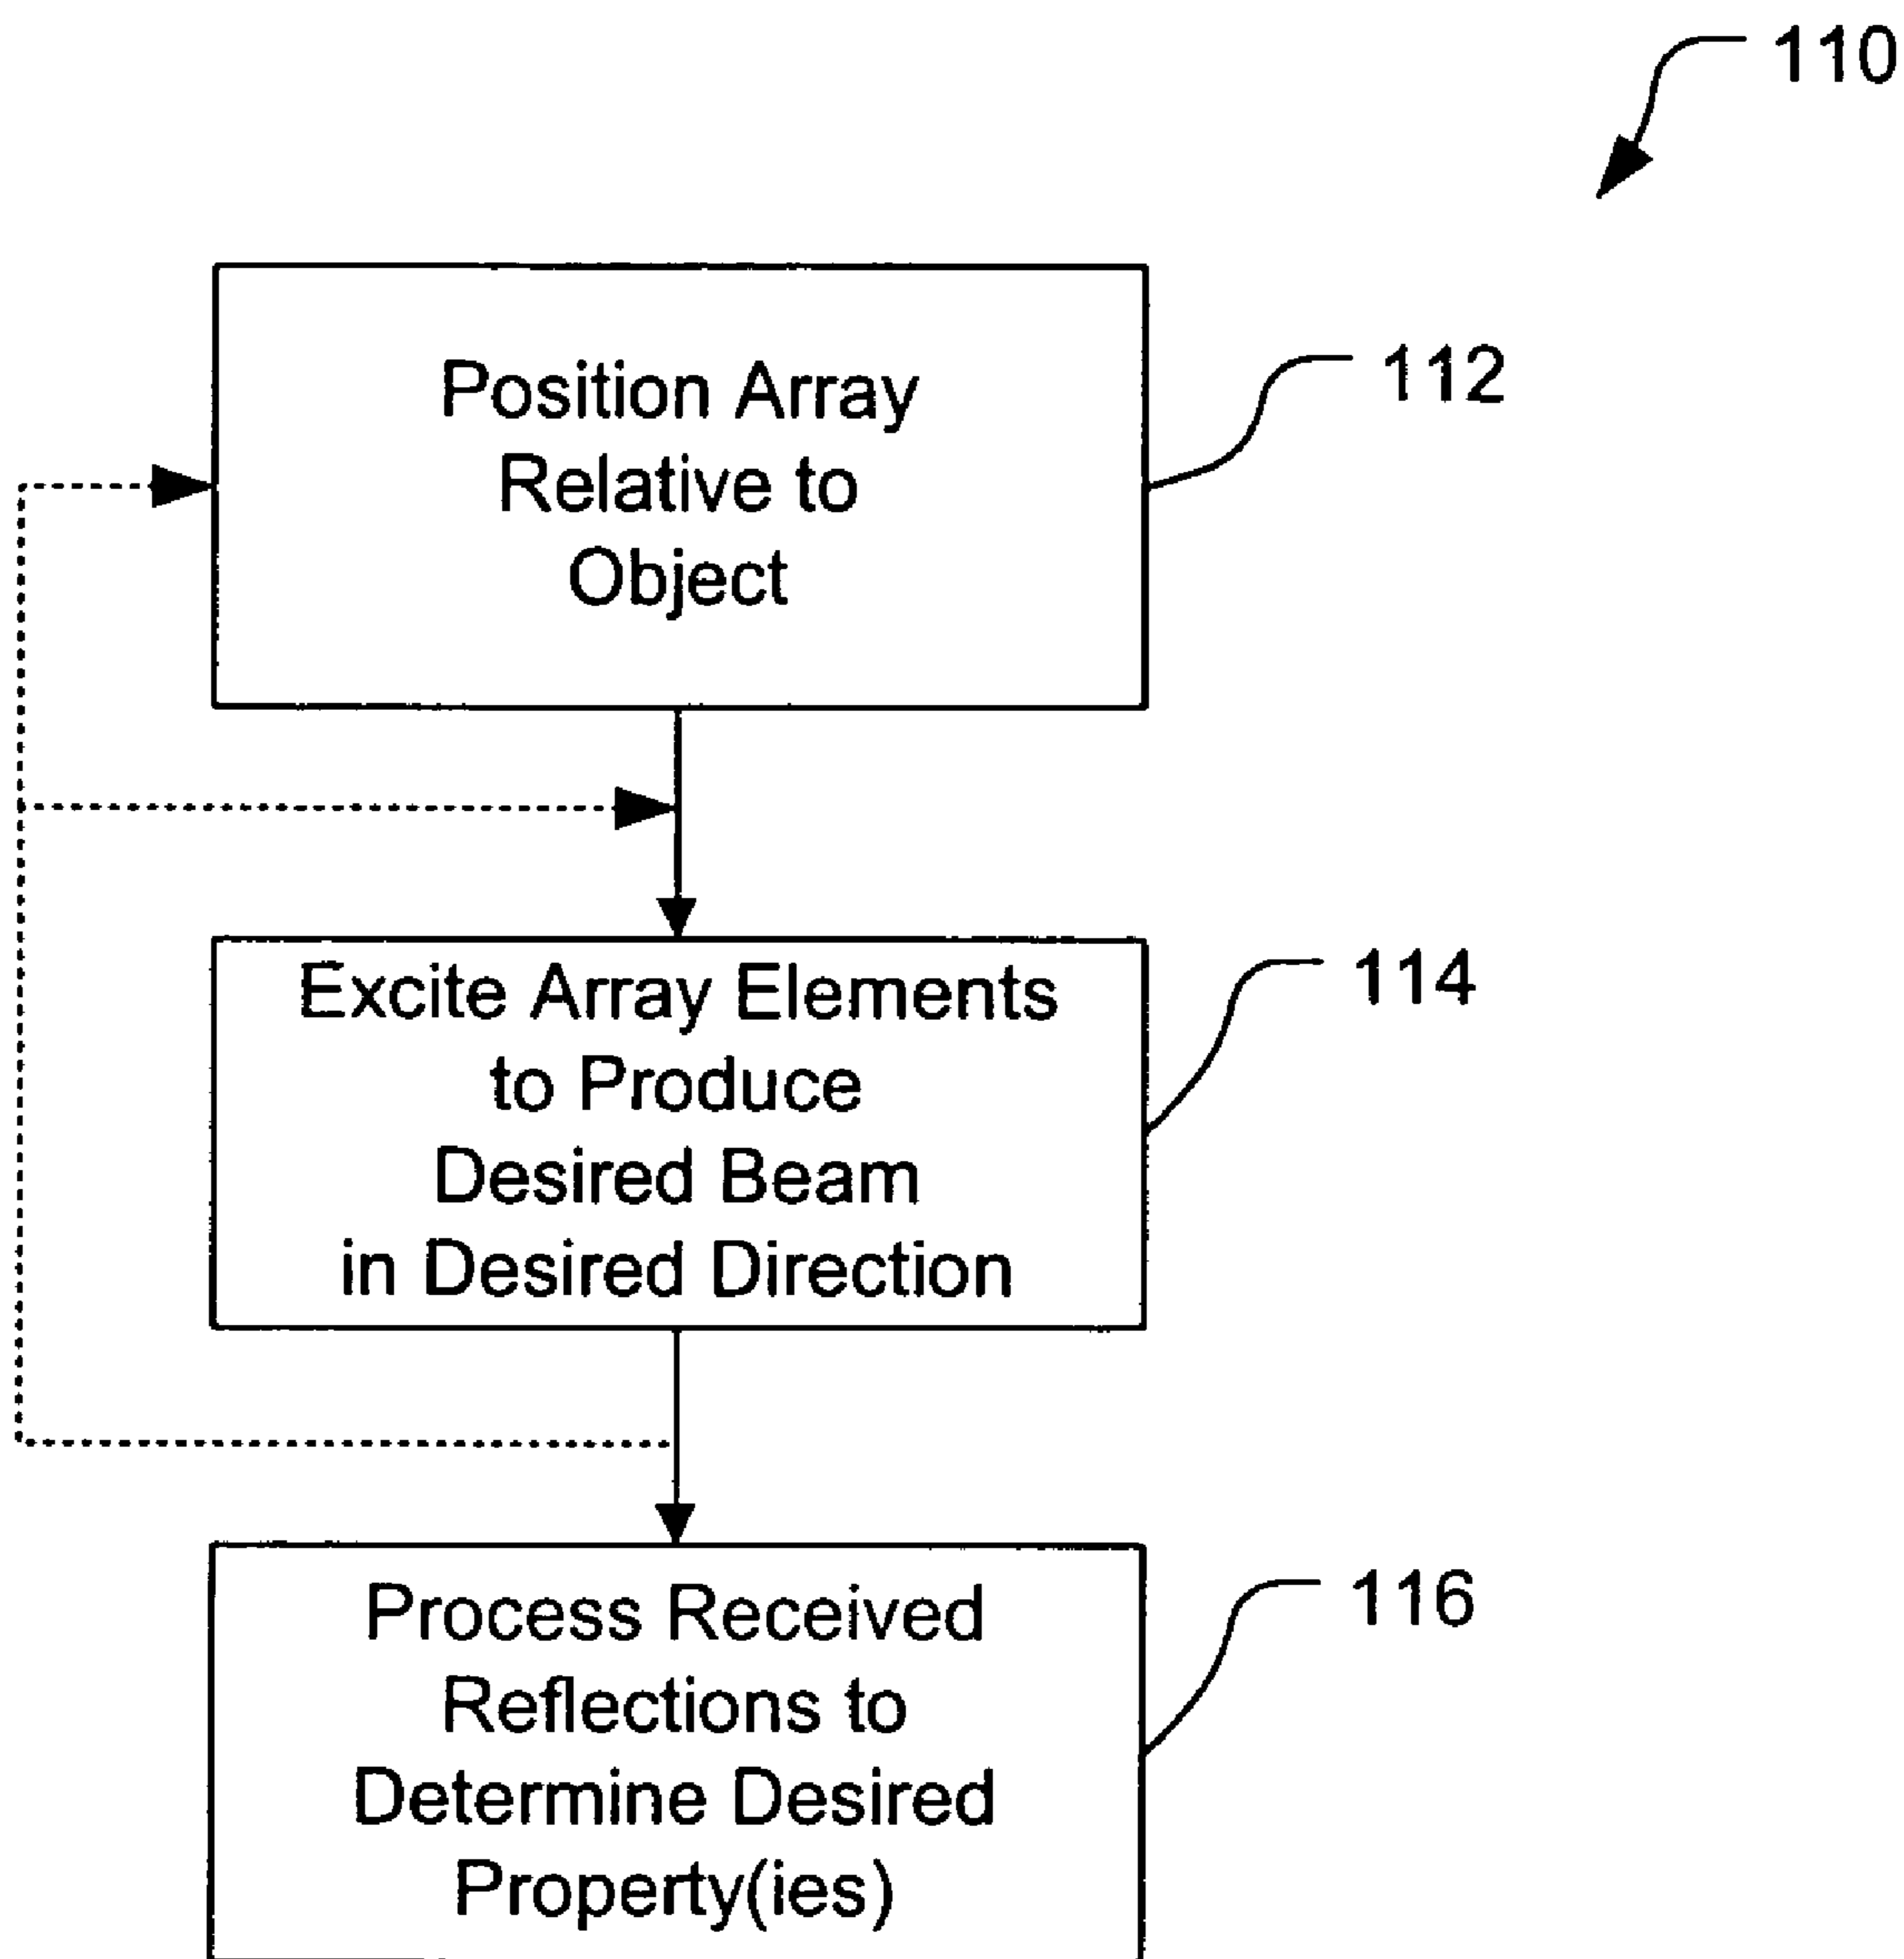 110
Position Array
Relative to
Object
112
Excite Array Elements
to Produce
Desired Beam
in Desired Direction
114
Process Received
Reflections to
Determine Desired
Property(ies)
116